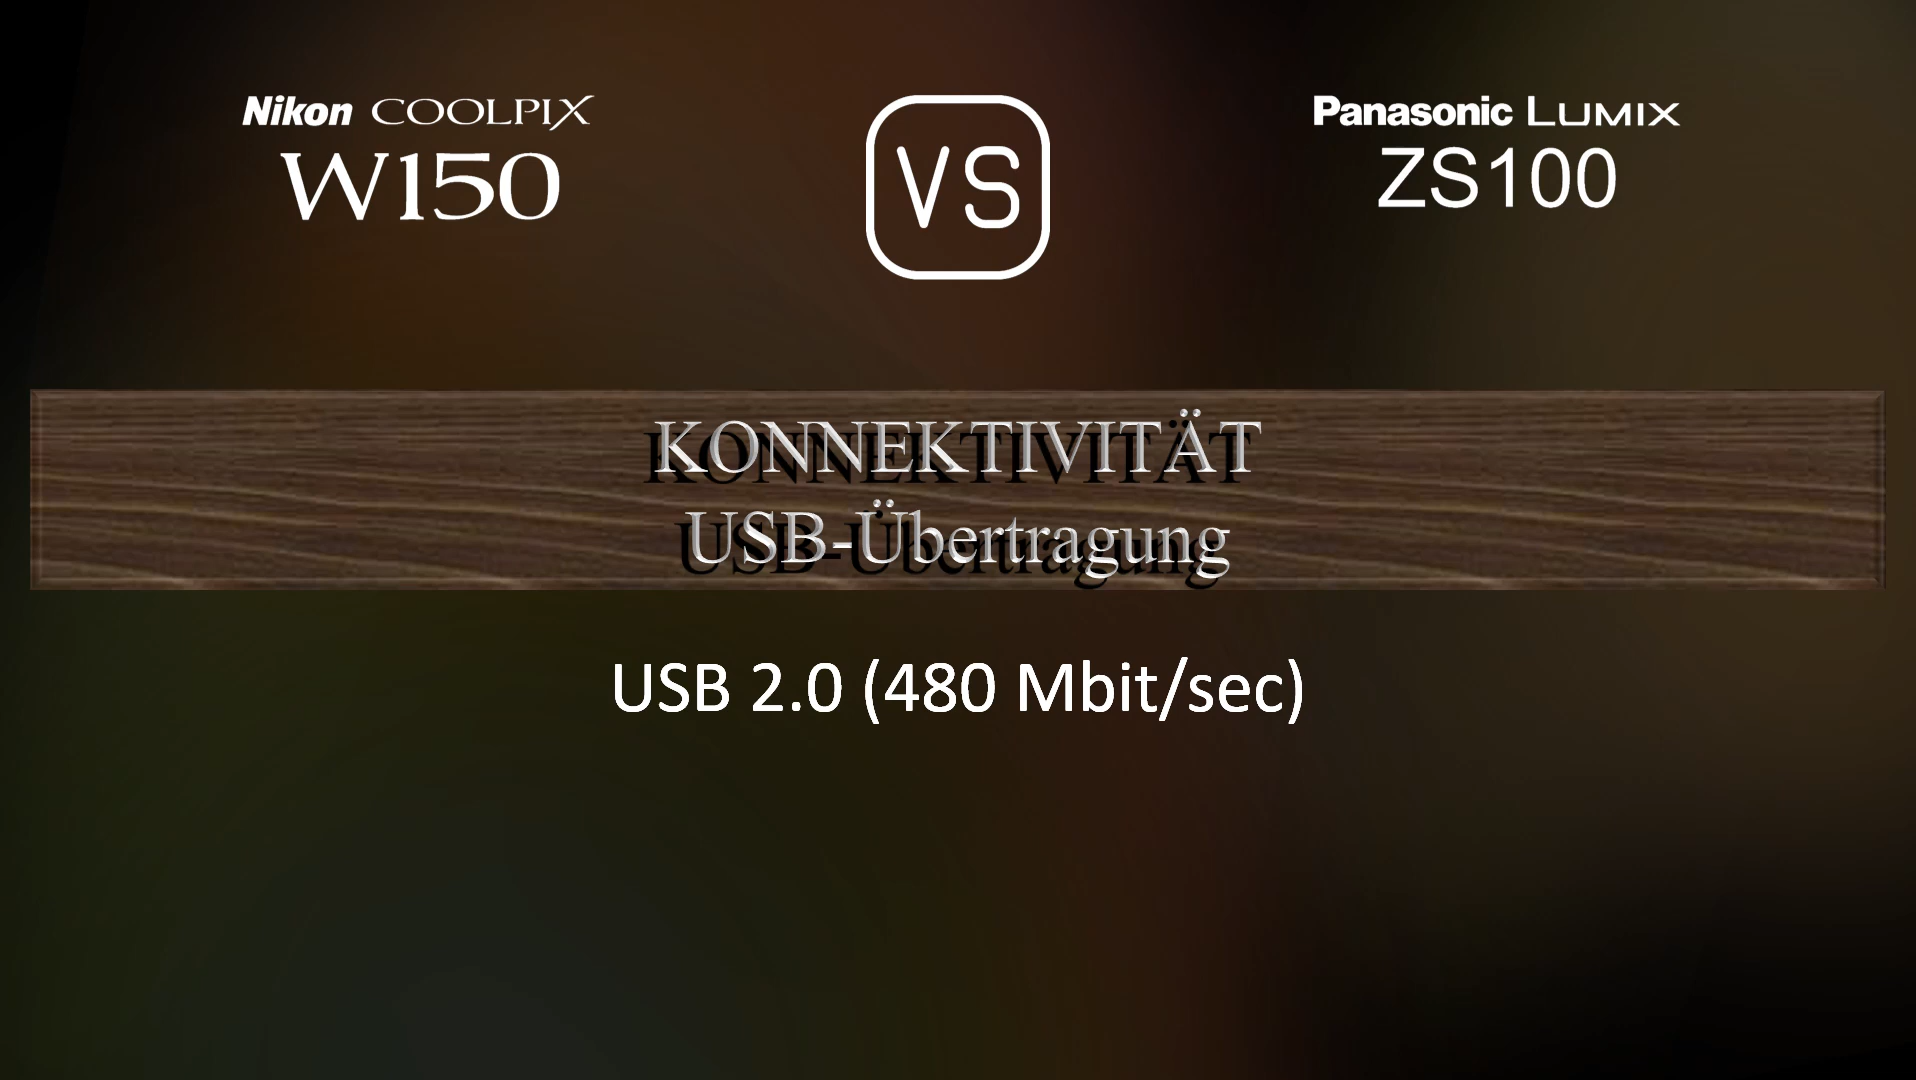 Nikon COOLPIX
W150
VS
Panasonic LUMIX
ZS100
KONNEKTIVITÄT
USB-Übertragung
USB 2.0 (480 Mbit/sec)